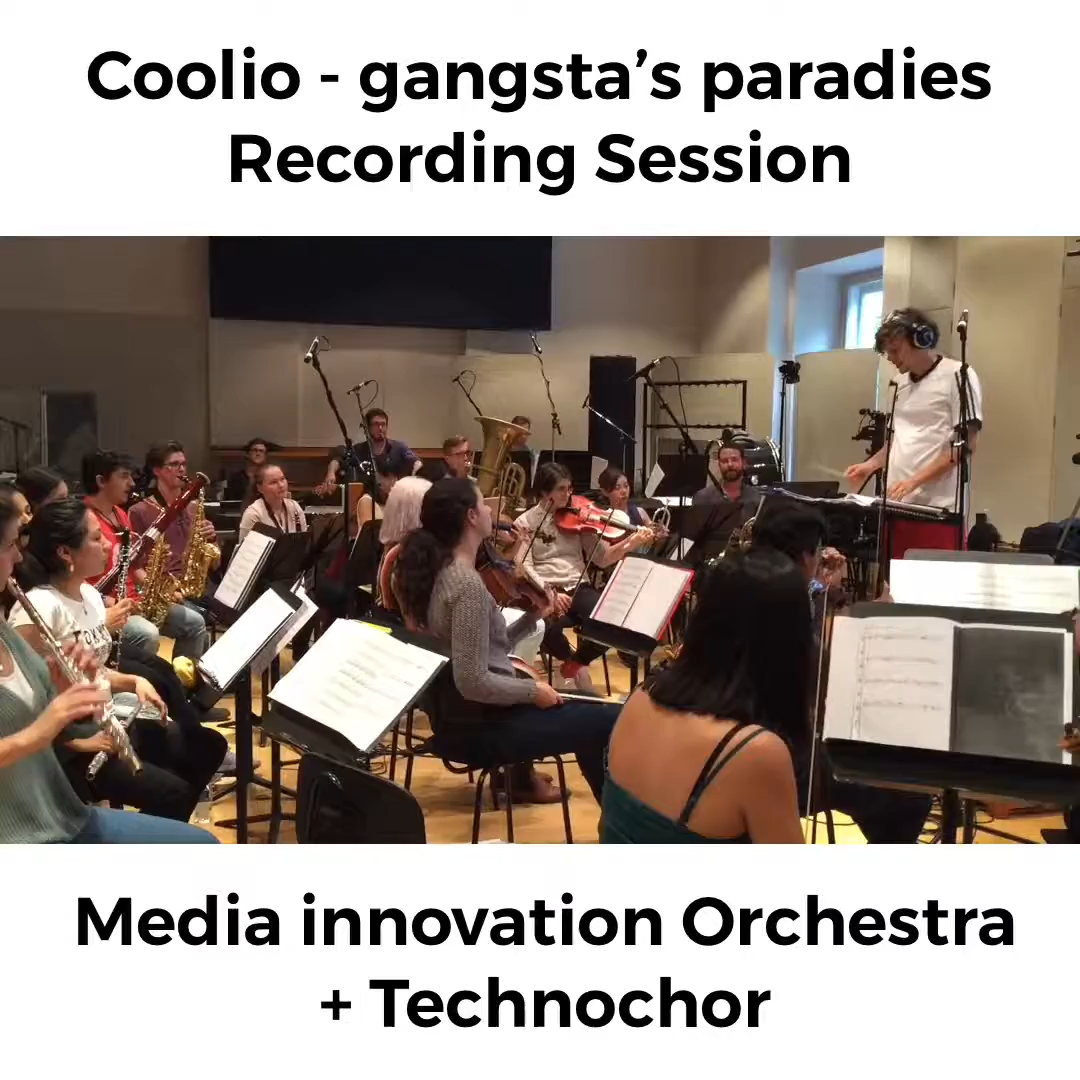 Coolio - gangsta’s paradies
Recording Session
Media innovation Orchestra
+ Technochor